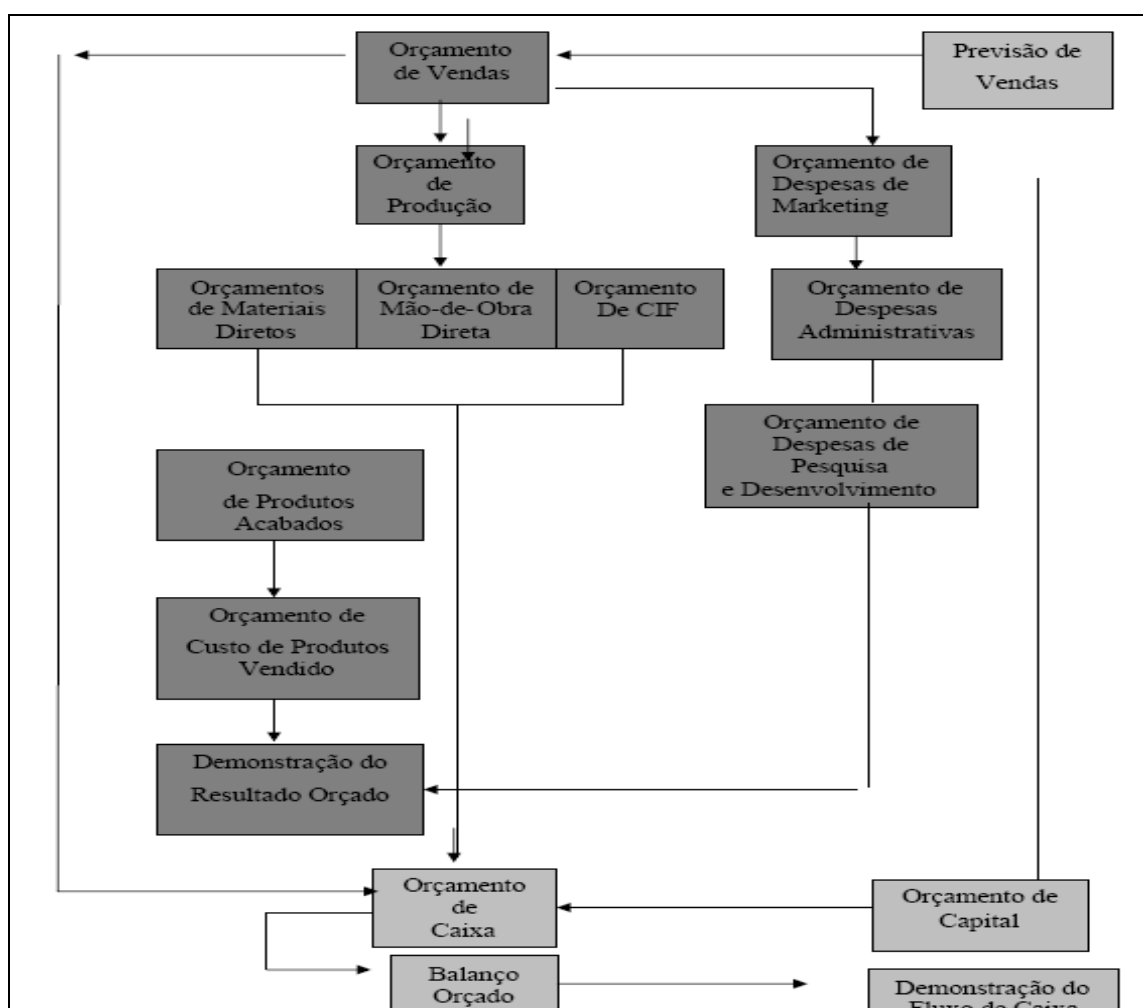 Orçamento
de Vendas
Previsão de
Vendas
Orçamento
de
Produção
Orçamento de
Despesas de
Marketing
Orçamentos
de Materiais
Diretos
Orçamento de
Mão-de-Obra
Direta
Orçamento
De CIF
Orçamento de
Despesas
Administrativas
Orçamento de
Despesas de
Pesquisa
e Desenvolvimento
Orçamento
de Produtos
Acabados
Orçamento de
Custo de Produtos
Vendido
Demonstração do
Resultado Orçado
Orçamento
de
Caixa
Orçamento de
Capital
Balanço
Orçado
Demonstração do
Fluxo de Caixa